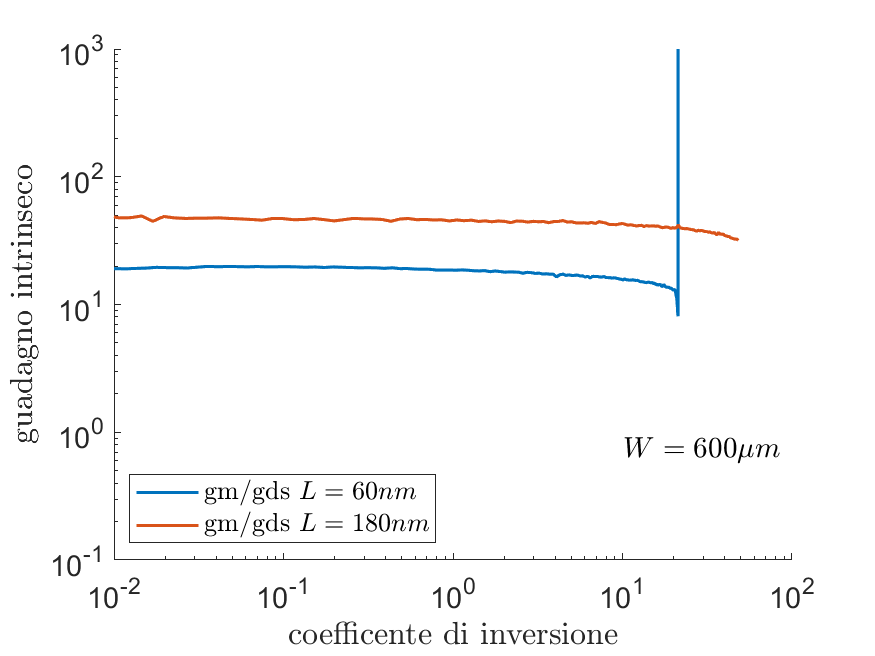 10^3
10^2
10^1
10^0
10^-1
guadagno intrinseco
W = 600μm
gm/gds L = 60nm
gm/gds L = 180nm
10^-2 10^-1 10^0 10^1 10^2
coefficente di inversione